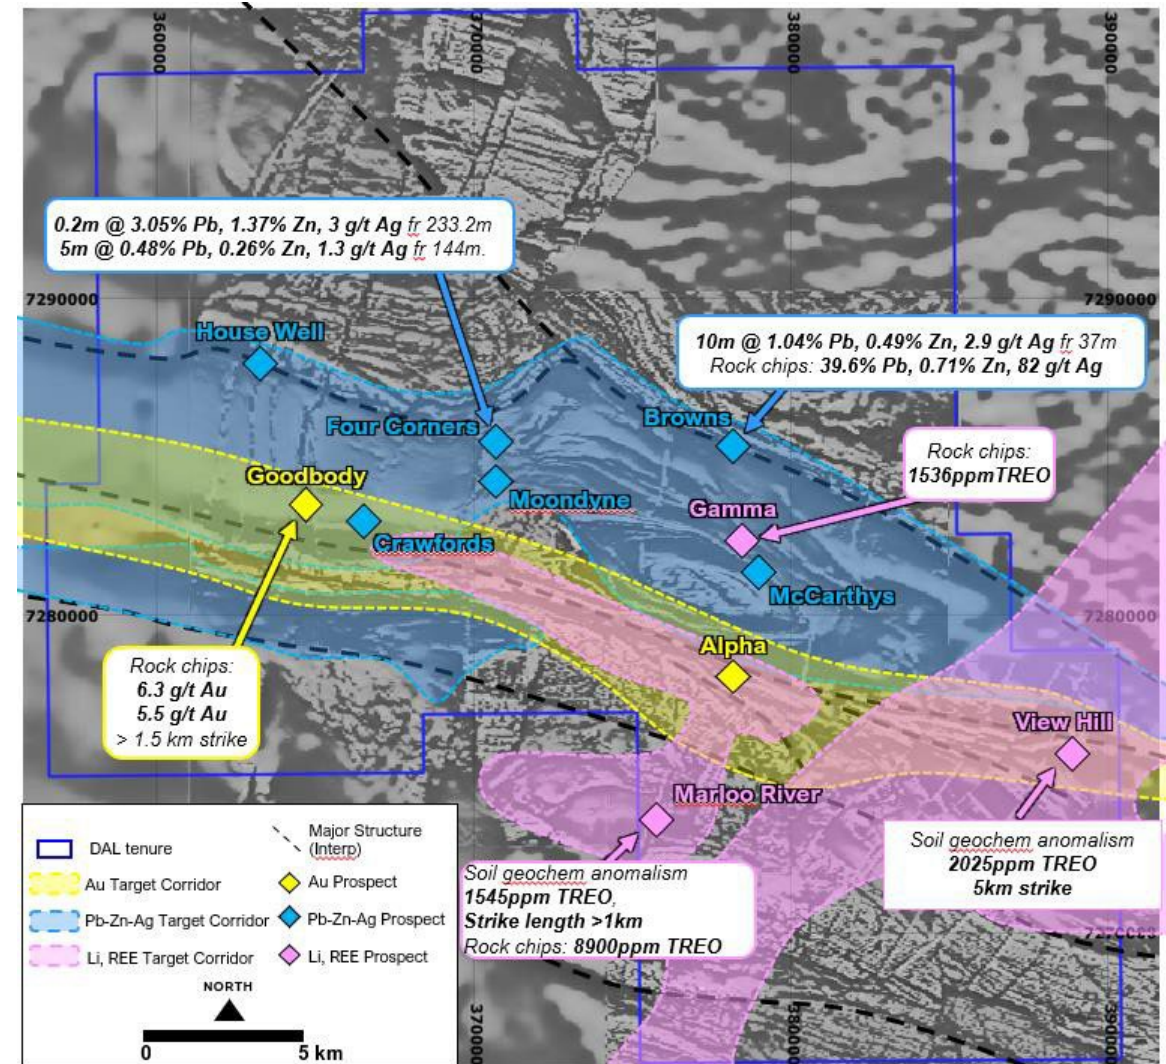 360000
370000
380000
390000
0.2m @ 3.05% Pb, 1.37% Zn, 3 g/t Ag fr 233.2m
5m @ 0.48% Pb, 0.26% Zn, 1.3 g/t Ag fr 144m.
7290000
7290000
House Well
10m @ 1.04% Pb, 0.49% Zn, 2.9 g/t Ag fr 37m
Rock chips: 39.6% Pb, 0.71% Zn, 82 g/t Ag
Four Corners
Browns
Rock chips:
1536ppmTREO
Goodbody
Moondyne
Gamma
Crawfords
McCarthys
7280000
7280000
Alpha
Rock chips:
6.3 g/t Au
5.5 g/t Au
> 1.5 km strike
View Hill
Marloo River
Soil geochem anomalism
2025ppm TREO
5km strike
Soil geochem anomalism
1545ppm TREO,
Strike length >1km
Rock chips: 8900ppm TREO
7270000
DAL tenure
Major Structure
(Interp)
Au Target Corridor
Au Prospect
Pb-Zn-Ag Target Corridor
Pb-Zn-Ag Prospect
Li, REE Target Corridor
Li, REE Prospect
NORTH
0
5 km
370000
380000
390000